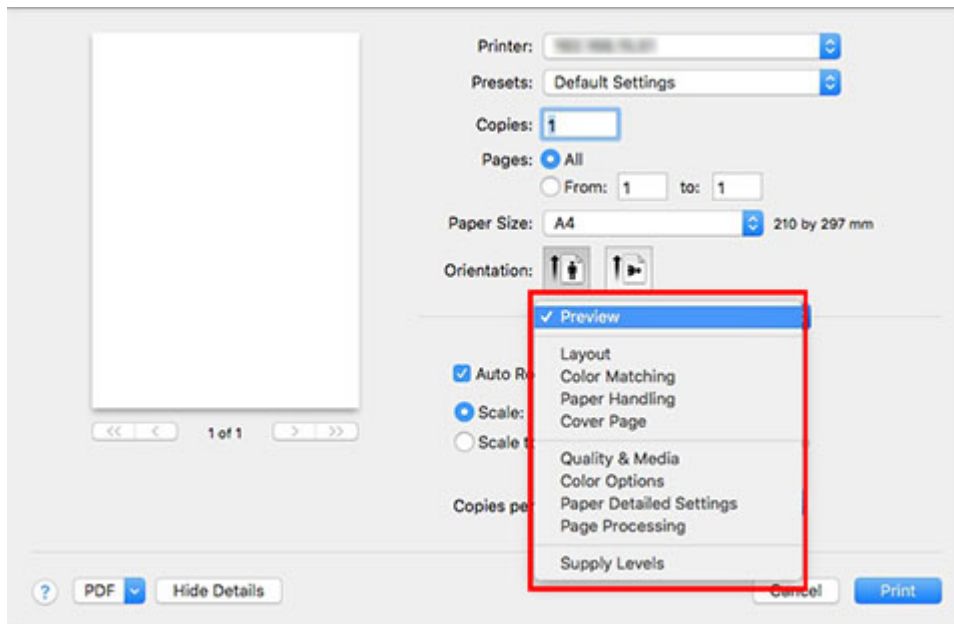 Printer:
Presets: Default Settings
Copies: 1
Pages: All
From: 1 to: 1
Paper Size: A4 210 by 297 mm
Orientation:
✓ Preview
Layout
Auto Re
Color Matching
Paper Handling
Scale:
Cover Page
Scale t
Quality & Media
Color Options
Copies per
Paper Detailed Settings
Page Processing
Supply Levels
<< < 1 of 1 > >>
? PDF Hide Details Cancel Print